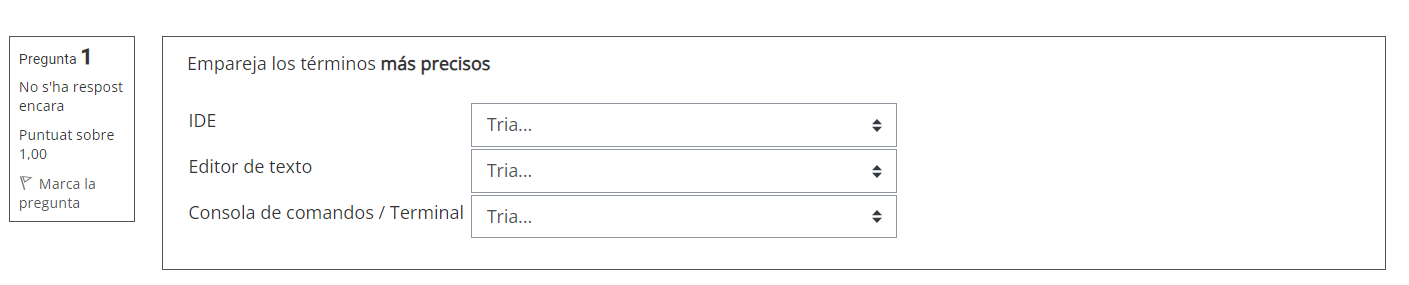 Pregunta 1
No s'ha respost
encara
Puntuat sobre
1,00
Marca la
pregunta
Empareja los términos más precisos
IDE
Tria...
Editor de texto
Tria...
Consola de comandos / Terminal
Tria...